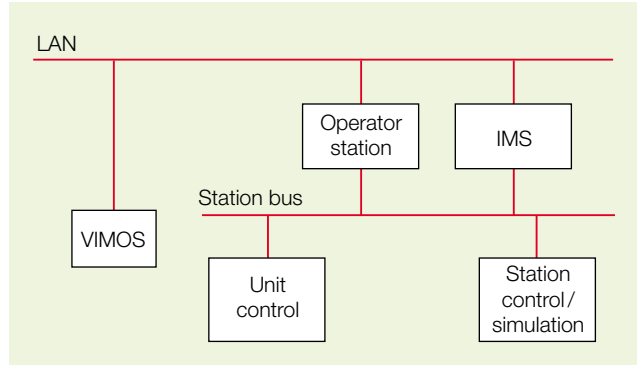 LAN
Operator
station
IMS
Station bus
VIMOS
Unit
control
Station
control/
simulation